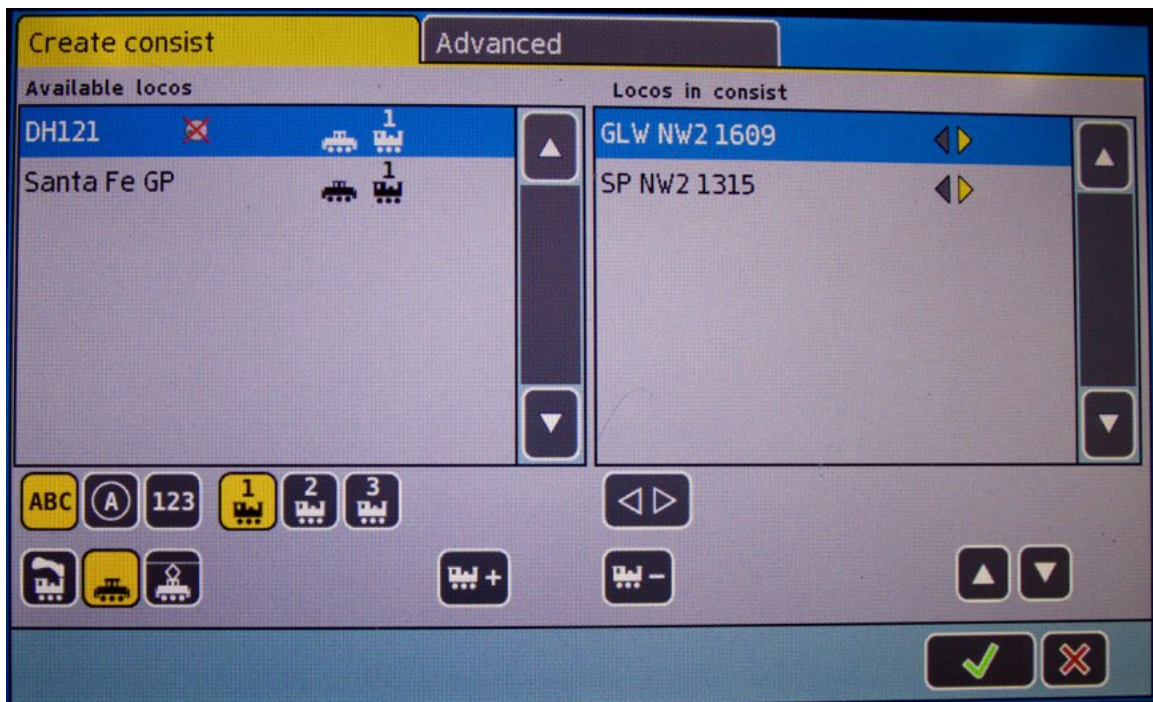 Create consist
Advanced
Available locos
Locos in consist
DH121
1
Santa Fe GP
1
GLW NW2 1609
SP NW2 1315
ABC
A
123
1
2
3
+
-